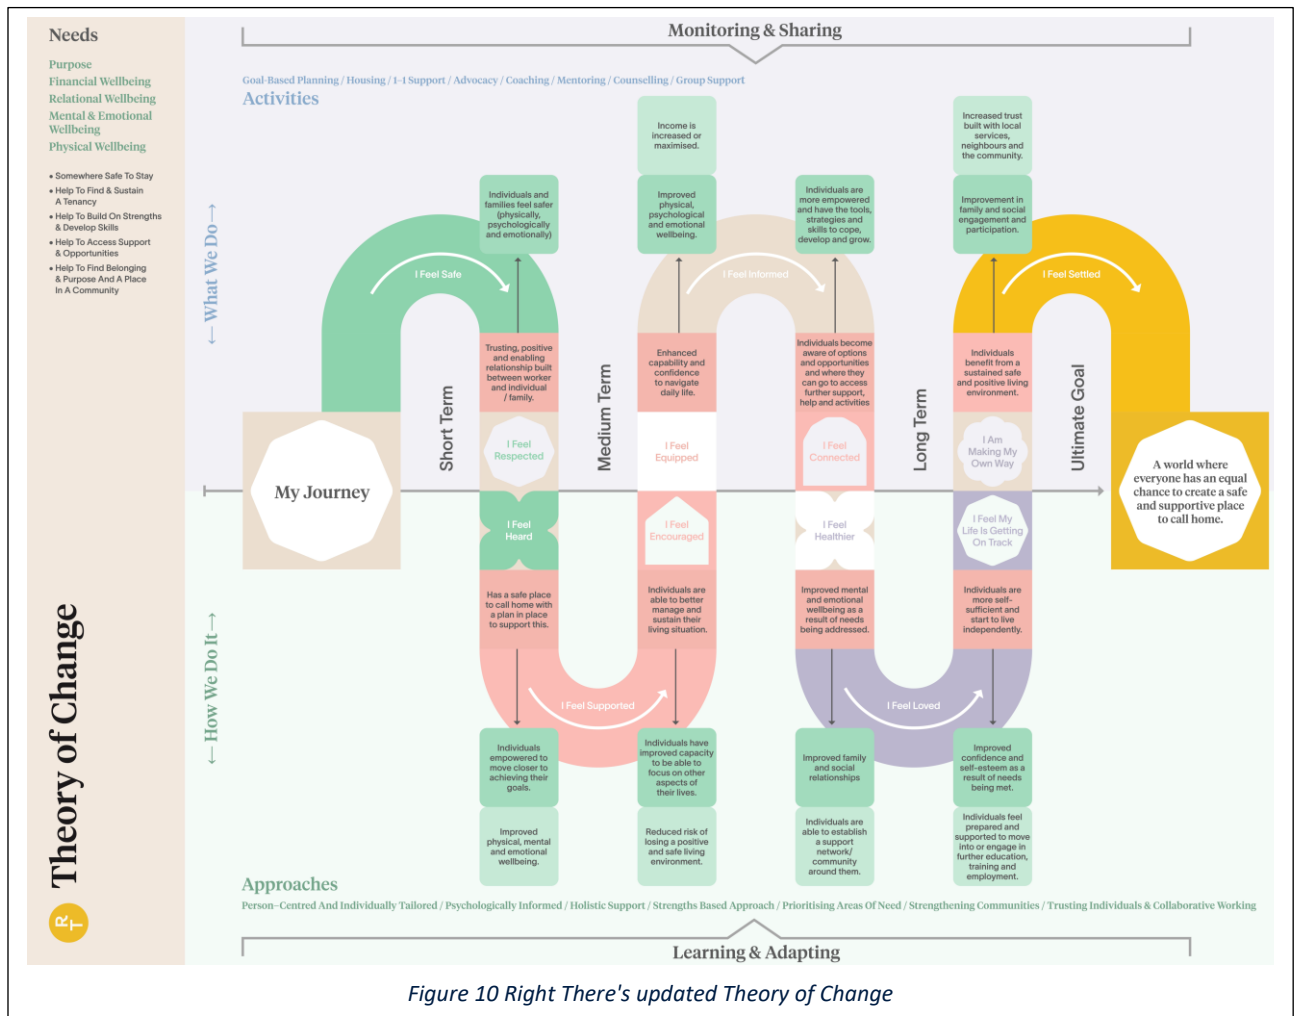 Needs
Purpose
Financial Wellbeing
Relational Wellbeing
Mental & Emotional
Wellbeing
Physical Wellbeing
• Somewhere Safe To Stay
• Help To Find & Sustain
A Tenancy
• Help To Build On Strengths
& Develop Skills
• Help To Access Support
& Opportunities
• Help To Find Belonging
& Purpose And A Place
In A Community
Theory of Change
RT
Monitoring & Sharing
Goal-Based Planning / Housing / 1-1 Support / Advocacy / Coaching / Mentoring / Counselling / Group Support
Activities
← What We Do →
← How We Do It →
My Journey
I Feel Safe
Individuals and
families feel safer
(physically,
psychologically
and emotionally)
Trusting, positive
and enabling
relationship built
between worker
and individual
/ family.
Short Term
I Feel
Respected
I Feel
Heard
Has a safe place
to call home with
a plan in place
to support this.
I Feel Supported
Individuals
empowered to
move closer to
achieving their
goals.
Improved
physical, mental
and emotional
wellbeing.
Medium Term
Income is
increased or
maximised.
Improved
physical,
psychological
and emotional
wellbeing.
Enhanced
capability and
confidence
to navigate
daily life.
I Feel
Equipped
I Feel
Encouraged
Individuals are
able to better
manage and
sustain their
living situation.
Individuals have
improved capacity
to be able to
focus on other
aspects of
their lives.
Reduced risk of
losing a positive
and safe living
environment.
I Feel Informed
Individuals are
more empowered
and have the tools,
strategies and
skills to cope,
develop and grow.
Individuals become
aware of options
and opportunities
and where they
can go to access
further support,
help and activities
I Feel
Connected
I Feel
Healthier
Improved mental
and emotional
wellbeing as a
result of needs
being addressed.
I Feel Loved
Improved family
and social
relationships
Individuals are
able to establish
a support
network/
community
around them.
Long Term
Increased trust
built with local
services,
neighbours and
the community.
Improvement in
family and social
engagement and
participation.
Individuals
benefit from a
sustained safe
and positive living
environment.
I Am
Making My
Own Way
I Feel My
Life Is Getting
On Track
Individuals are
more self-
sufficient and
start to live
independently.
Improved
confidence and
self-esteem as a
result of needs
being met.
Individuals feel
prepared and
supported to move
into or engage in
further education,
training and
employment.
I Feel Settled
Ultimate Goal
A world where
everyone has an equal
chance to create a safe
and supportive place
to call home.
Approaches
Person-Centred And Individually Tailored / Psychologically Informed / Holistic Support / Strengths Based Approach / Prioritising Areas Of Need / Strengthening Communities / Trusting Individuals & Collaborative Working
Learning & Adapting
Figure 10 Right There's updated Theory of Change